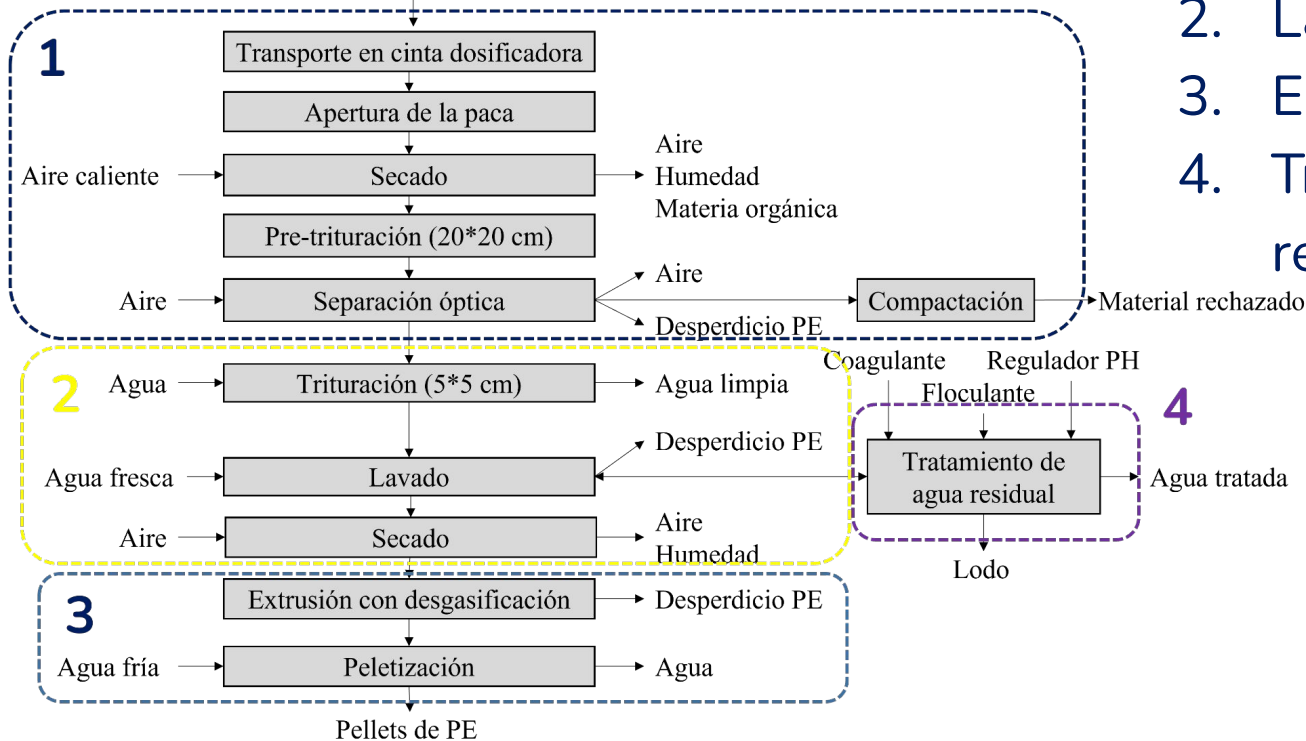 1
Transporte en cinta dosificadora
Apertura de la paca
Aire caliente
Secado
Aire
Humedad
Materia orgánica
Pre-trituración (20*20 cm)
Aire
Separación óptica
Aire
Desperdicio PE
Compactación
Material rechazado
2
Agua
Trituración (5*5 cm)
Agua limpia
Desperdicio PE
Agua fresca
Lavado
Aire
Secado
Aire
Humedad
Coagulante
Regulador PH
Floculante
4
Tratamiento de
agua residual
Agua tratada
Lodo
3
Extrusión con desgasificación
Desperdicio PE
Agua fría
Peletización
Agua
Pellets de PE
2.
3.
4.